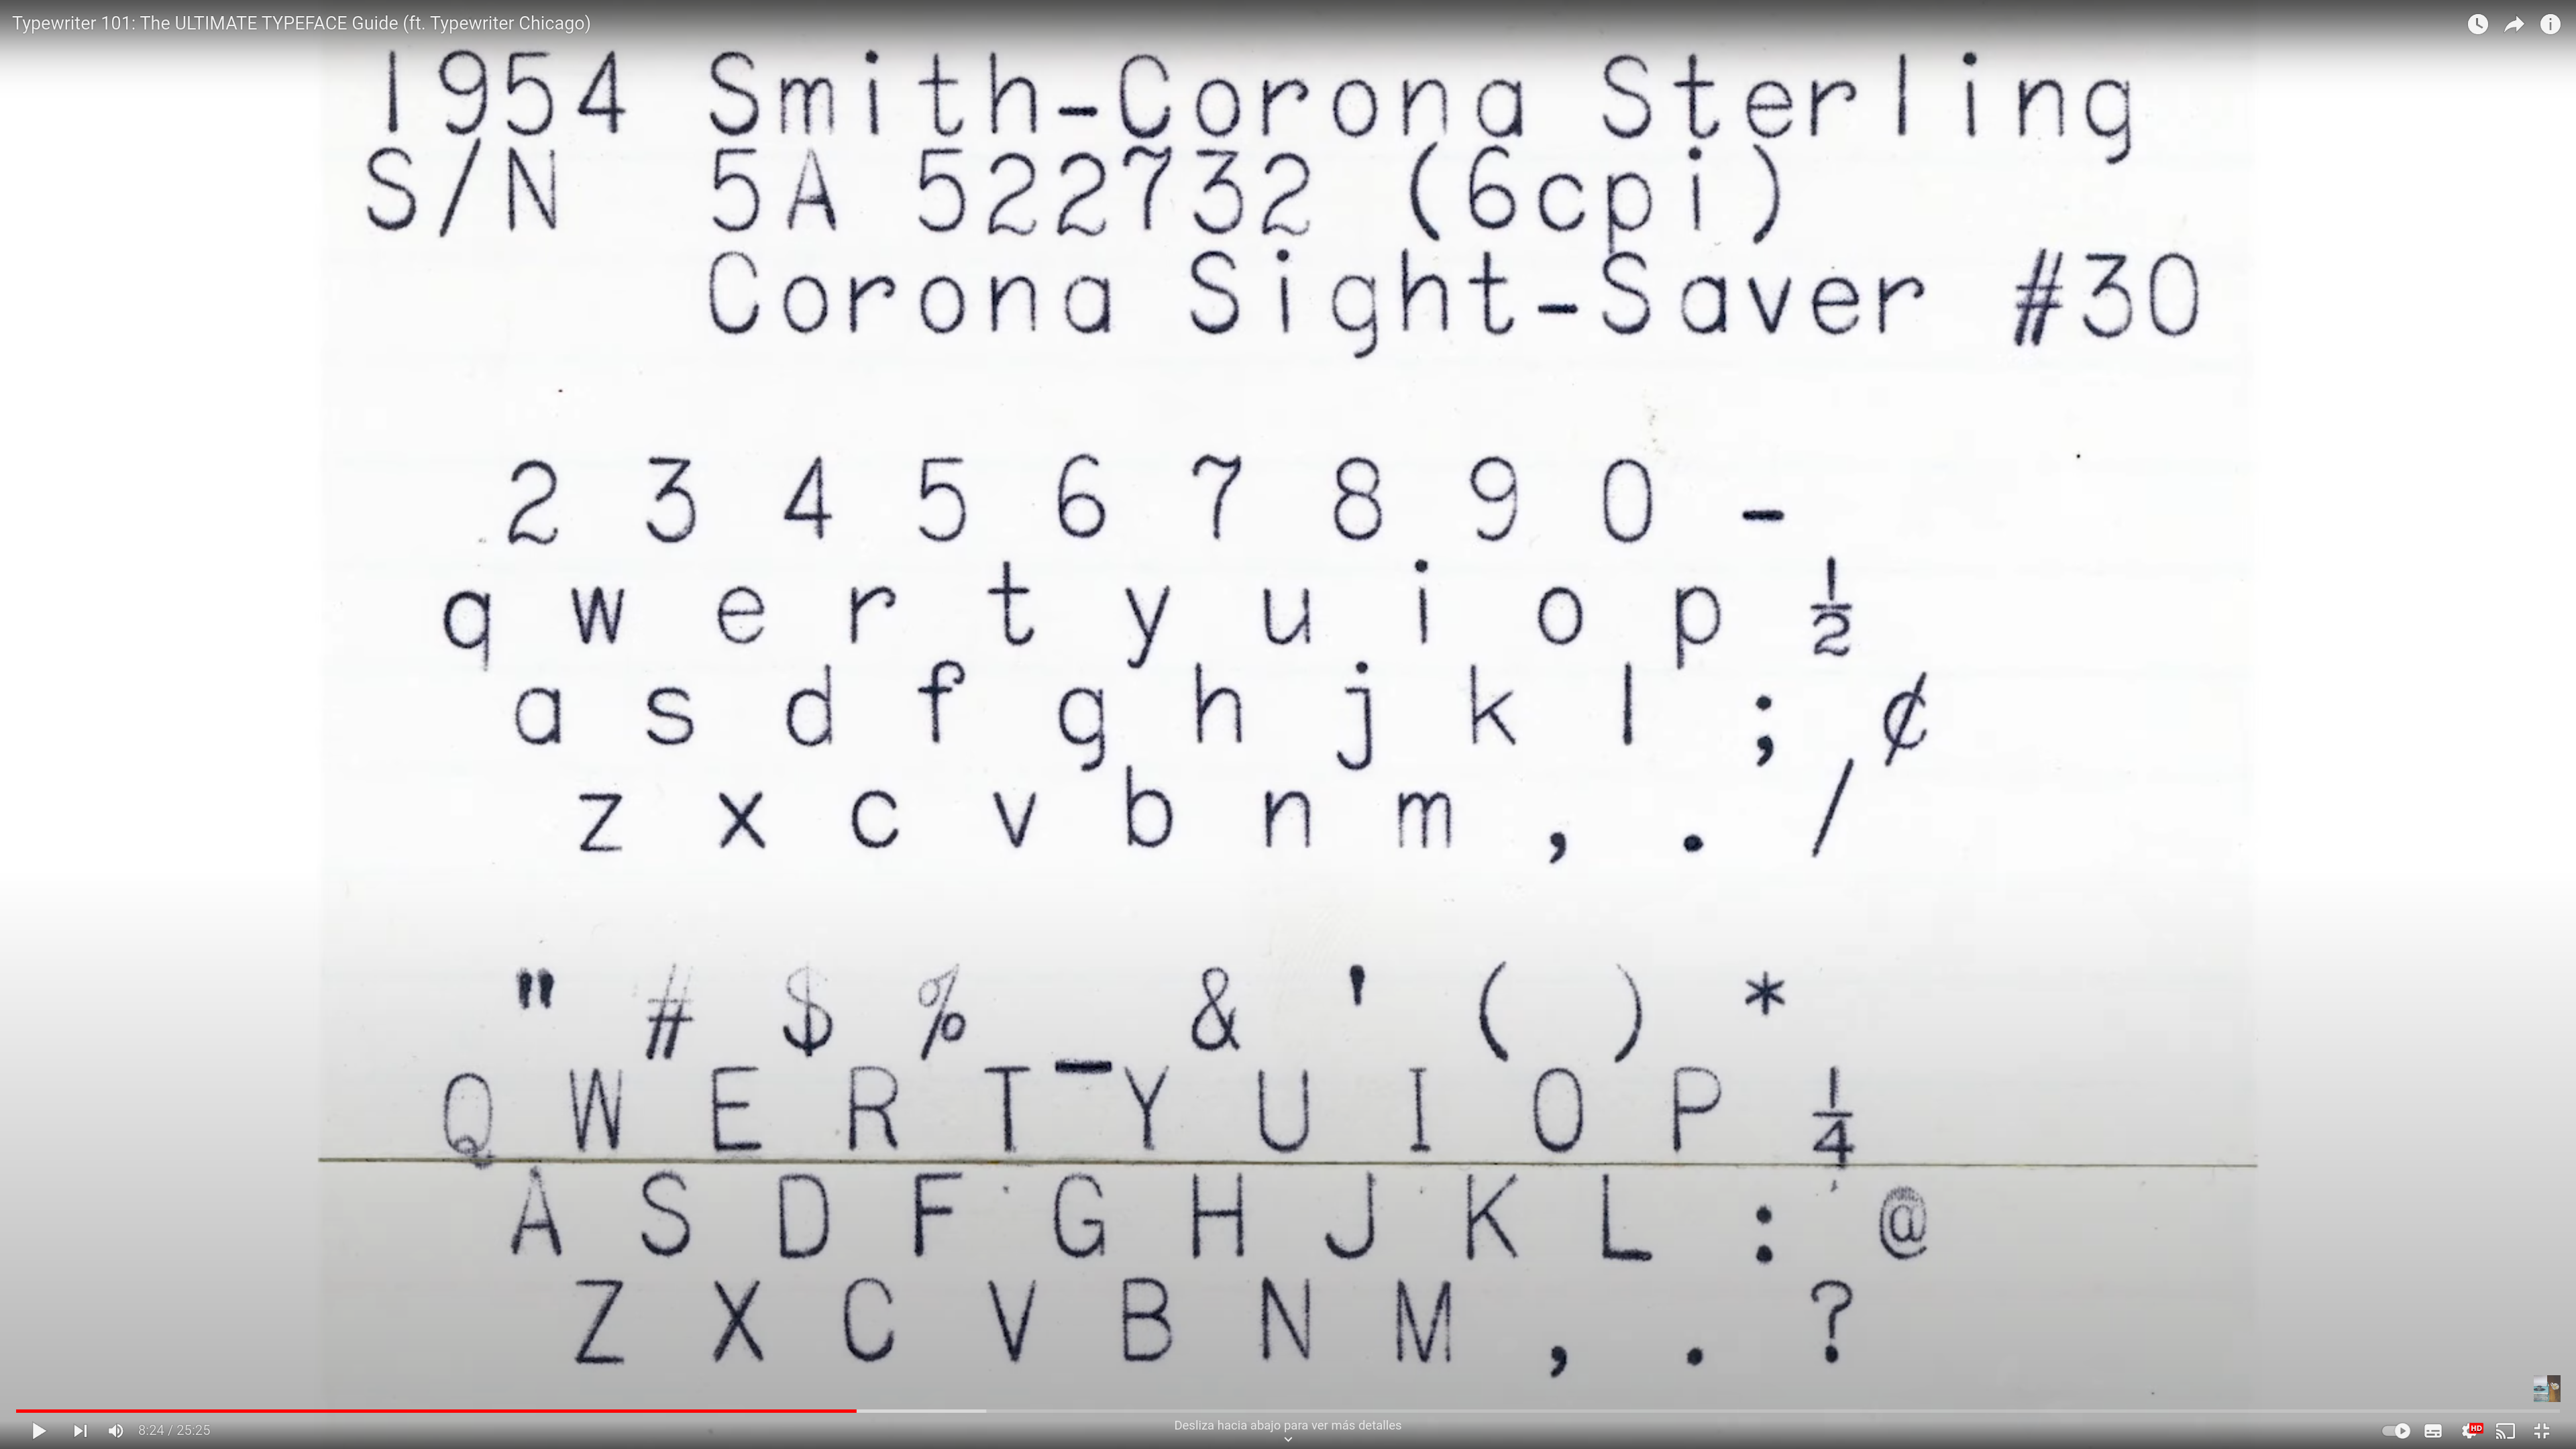 Typewriter 101: The ULTIMATE TYPEFACE Guide (ft. Typewriter Chicago)
1954 Smith-Corona Sterling
S/N  5A 522732 (6cpi)
Corona Sight-Saver #30
2 3 4 5 6 7 8 9 0 -
q w e r t y u i o p ½
a s d f g h j k l ; ¢
z x c v b n m , . /
" # $ % _ & ' ( ) *
Q W E R T Y U I O P ¼
A S D F G H J K L : @
Z X C V B N M , . ?
8:24 / 25:25
Desliza hacia abajo para ver más detalles
HD